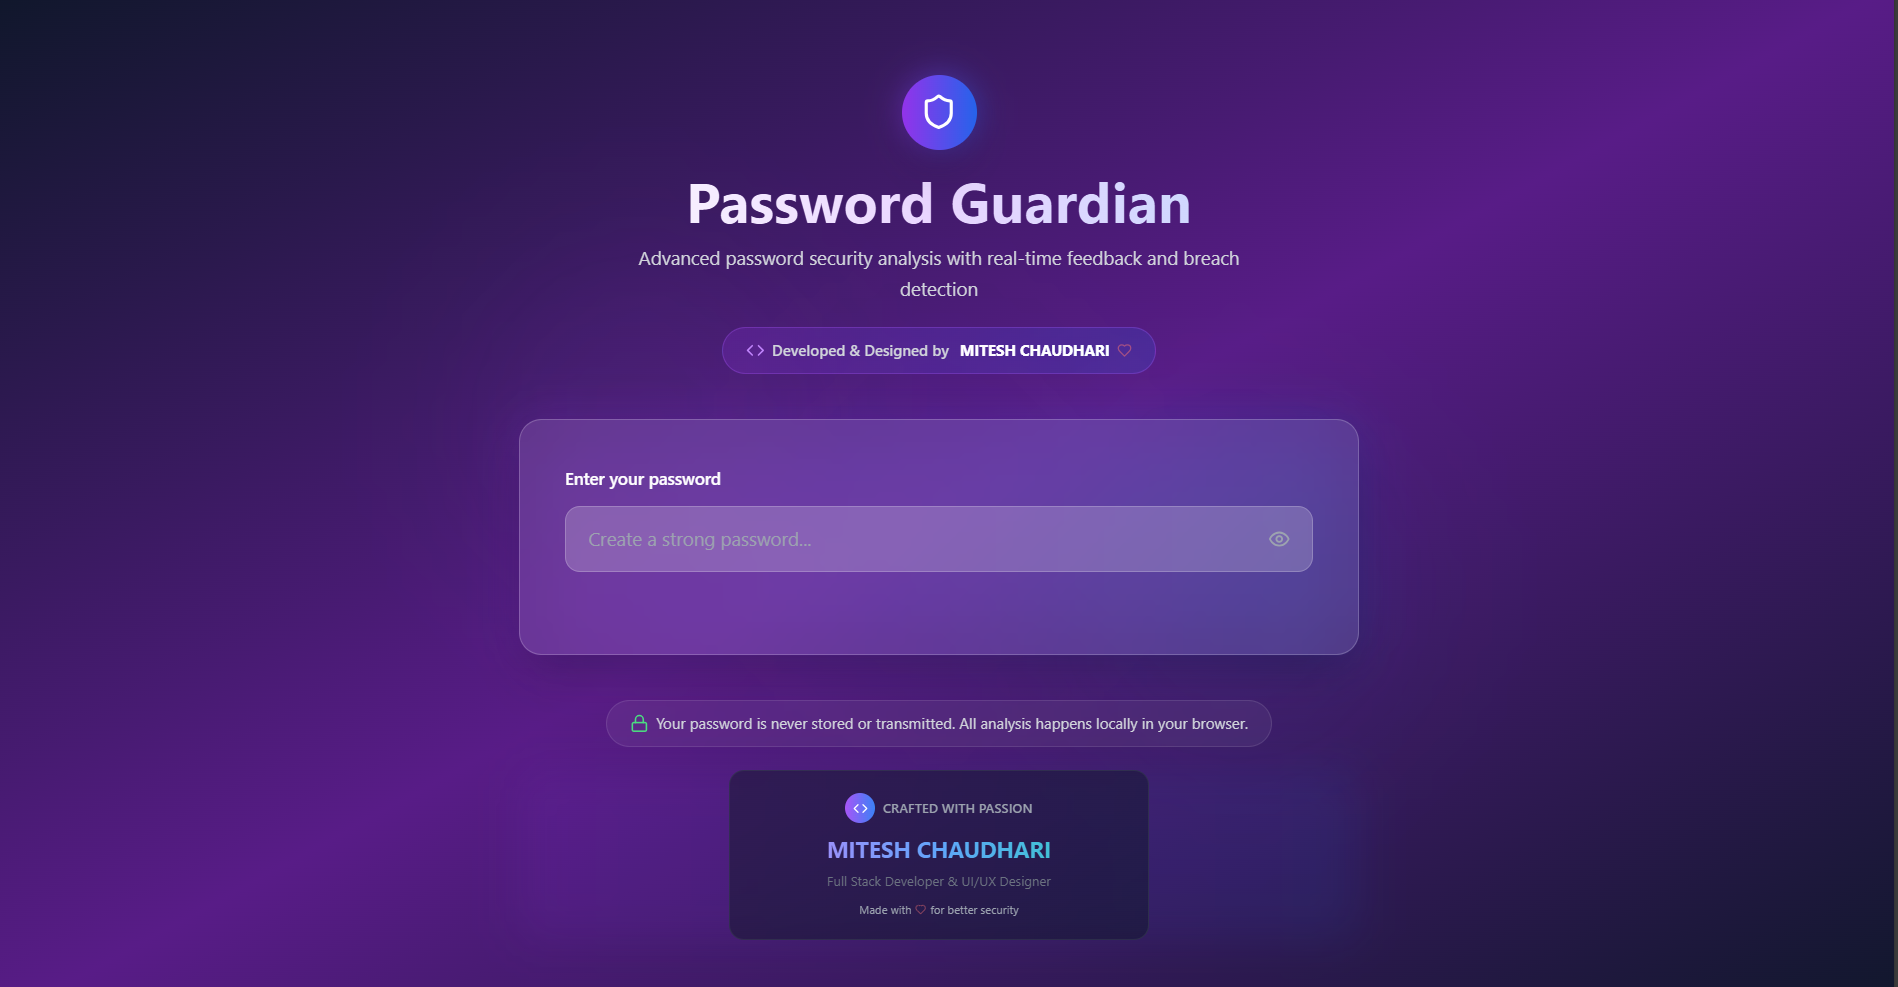 Password Guardian
Advanced password security analysis with real-time feedback and breach
detection
Developed & Designed by MITESH CHAUDHARI
Enter your password
Create a strong password...
Your password is never stored or transmitted. All analysis happens locally in your browser.
CRAFTED WITH PASSION
MITESH CHAUDHARI
Full Stack Developer & UI/UX Designer
Made with ♡ for better security